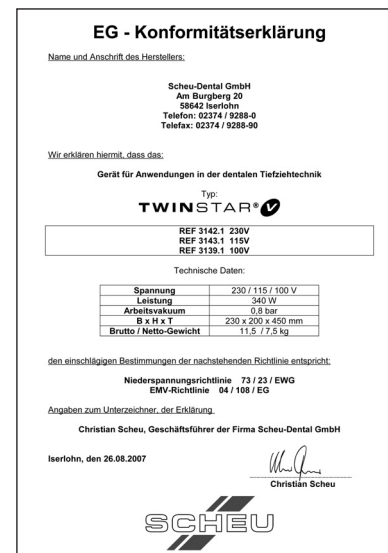 EG - Konformitätserklärung
Name und Anschrift des Herstellers:
Scheu-Dental GmbH
Am Burgberg 20
58642 Iserlohn
Telefon: 02374 / 9288-0
Telefax: 02374 / 9288-90
Wir erklären hiermit, dass das:
Gerät für Anwendungen in der dentalen Tiefziehtechnik
Typ:
TWINSTAR® V
REF 3142.1 230V
REF 3143.1 115V
REF 3139.1 100V
Technische Daten:
Spannung 230 / 115 / 100 V
Leistung 340 W
Arbeitsvakuum 0,8 bar
B x H x T 230 x 200 x 450 mm
Brutto / Netto-Gewicht 11,5 / 7,5 kg
den einschlägigen Bestimmungen der nachstehenden Richtlinie entspricht:
Niederspannungsrichtlinie 73 / 23 / EWG
EMV-Richtlinie 04 / 108 / EG
Angaben zum Unterzeichner, der Erklärung
Christian Scheu, Geschäftsführer der Firma Scheu-Dental GmbH
Iserlohn, den 26.08.2007
Christian Scheu
SCHEU